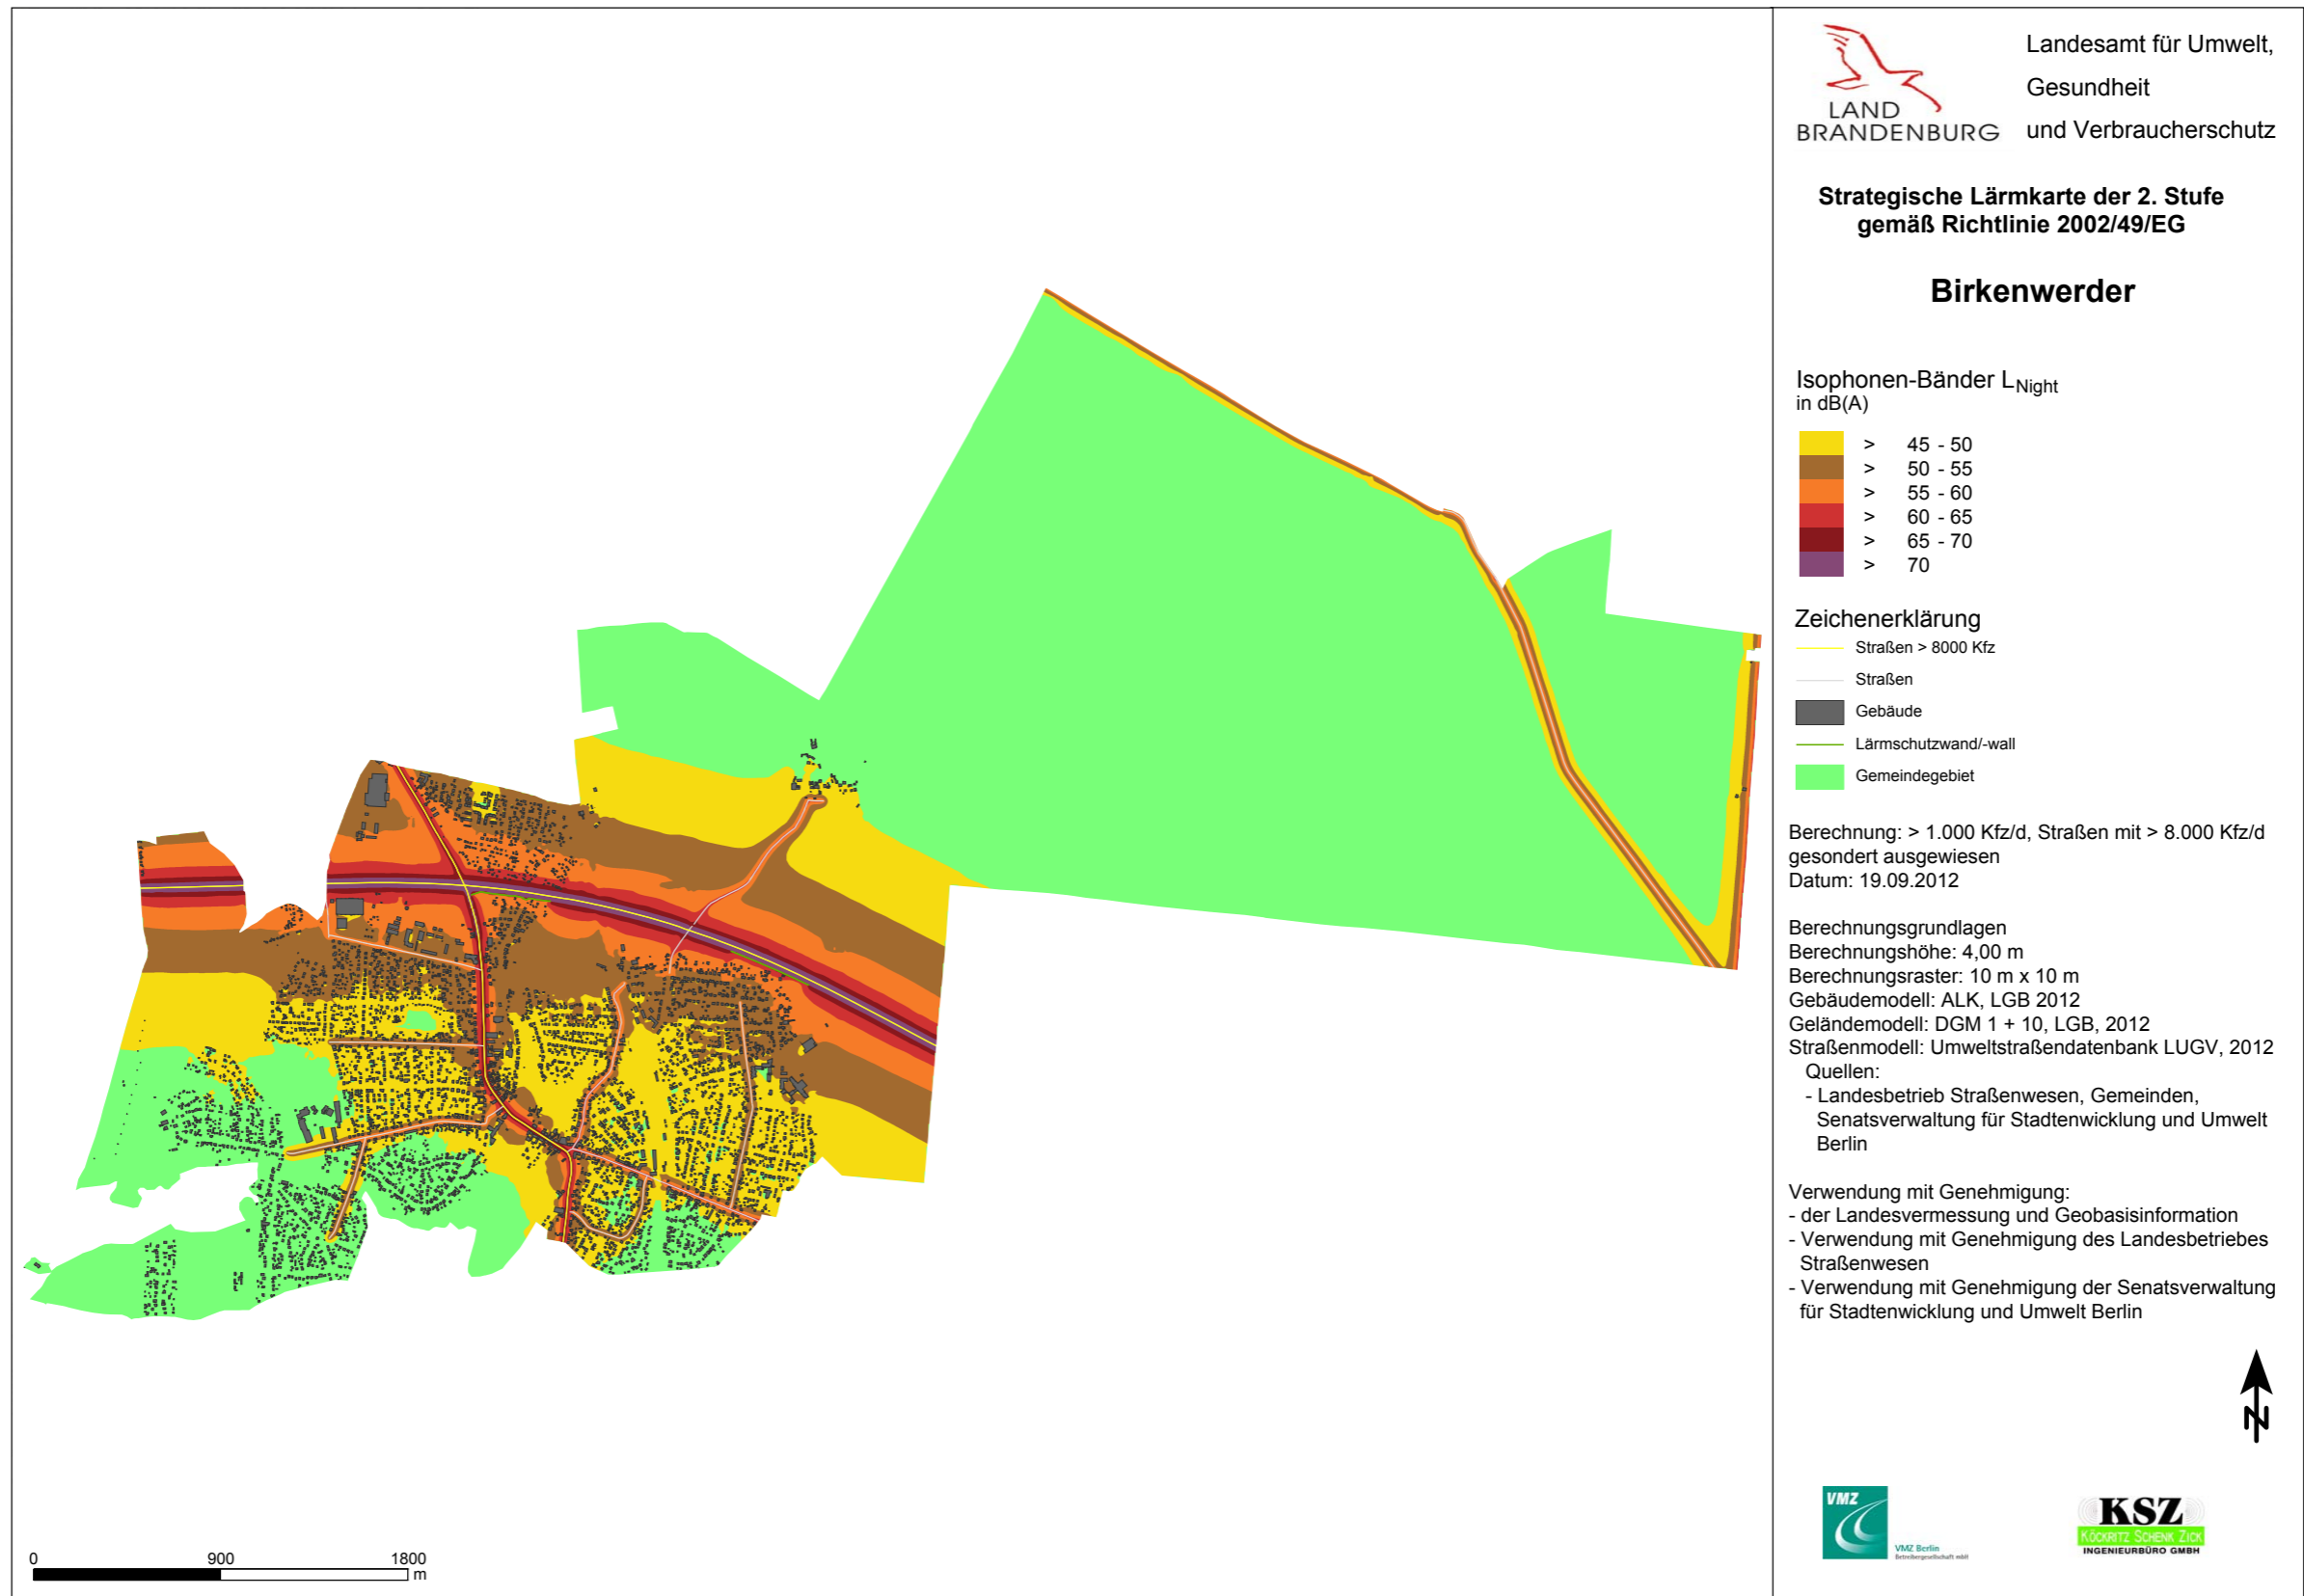 LAND
BRANDENBURG
Landesamt für Umwelt,
Gesundheit
und Verbraucherschutz
Strategische Lärmkarte der 2. Stufe
gemäß Richtlinie 2002/49/EG
Birkenwerder
Isophonen-Bänder LNight
in dB(A)
> 45 - 50
> 50 - 55
> 55 - 60
> 60 - 65
> 65 - 70
> 70
Zeichenerklärung
Straßen > 8000 Kfz
Straßen
Gebäude
Lärmschutzwand/-wall
Gemeindegebiet
Berechnung: > 1.000 Kfz/d, Straßen mit > 8.000 Kfz/d
gesondert ausgewiesen
Datum: 19.09.2012
Berechnungsgrundlagen
Berechnungshöhe: 4,00 m
Berechnungsraster: 10 m x 10 m
Gebäudemodell: ALK, LGB 2012
Geländemodell: DGM 1 + 10, LGB, 2012
Straßenmodell: Umweltstraßendatenbank LUGV, 2012
Quellen:
- Landesbetrieb Straßenwesen, Gemeinden,
Senatsverwaltung für Stadtenwicklung und Umwelt
Berlin
Verwendung mit Genehmigung:
- der Landesvermessung und Geobasisinformation
- Verwendung mit Genehmigung des Landesbetriebes
Straßenwesen
- Verwendung mit Genehmigung der Senatsverwaltung
für Stadtenwicklung und Umwelt Berlin
N
VMZ
VMZ Berlin
Betreibergesellschaft mbH
KSZ
KÖCKRITZ SCHENK ZICK
INGENIEURBÜRO GMBH
0 900 1800
m